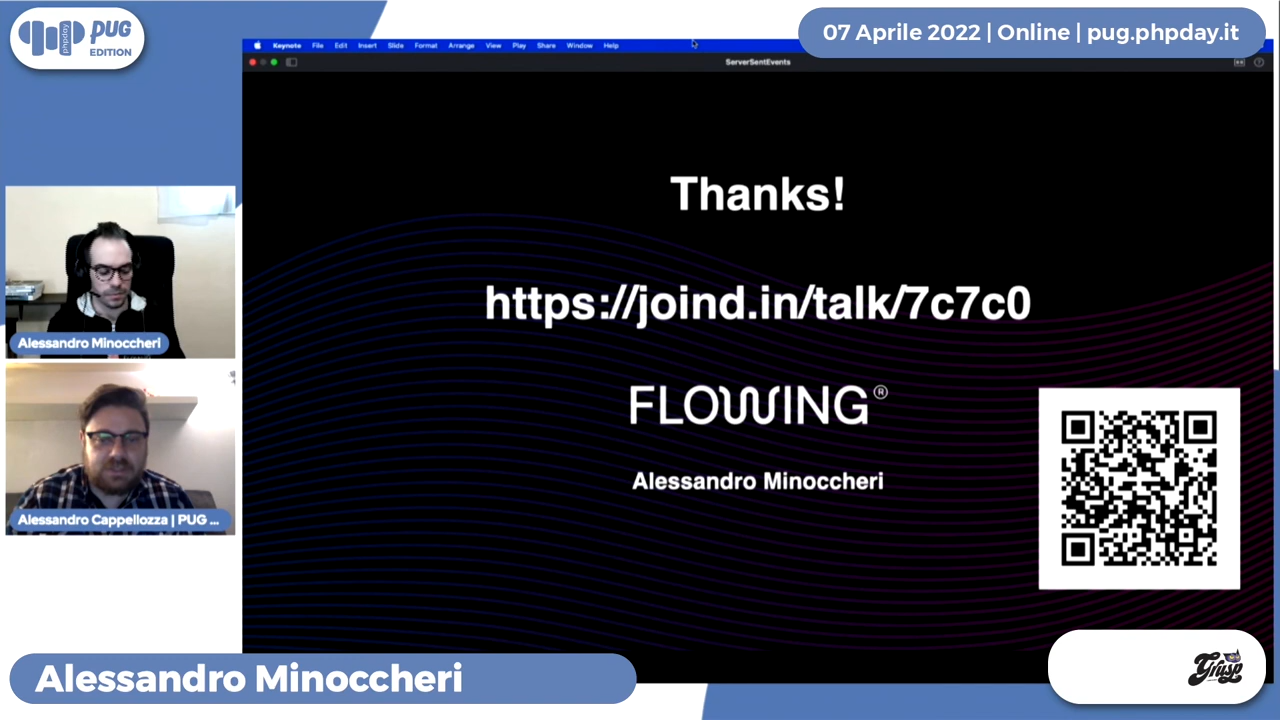 phpday
PUG
EDITION
07 Aprile 2022 | Online | pug.phpday.it
Keynote File Edit Insert Slide Format Arrange View Play Share Window Help
ServerSentEvents
Thanks!
https://joind.in/talk/7c7c0
FLOWING®
Alessandro Minoccheri
Alessandro Minoccheri
Alessandro Cappellozza | PUG ...
Alessandro Minoccheri
Grusp